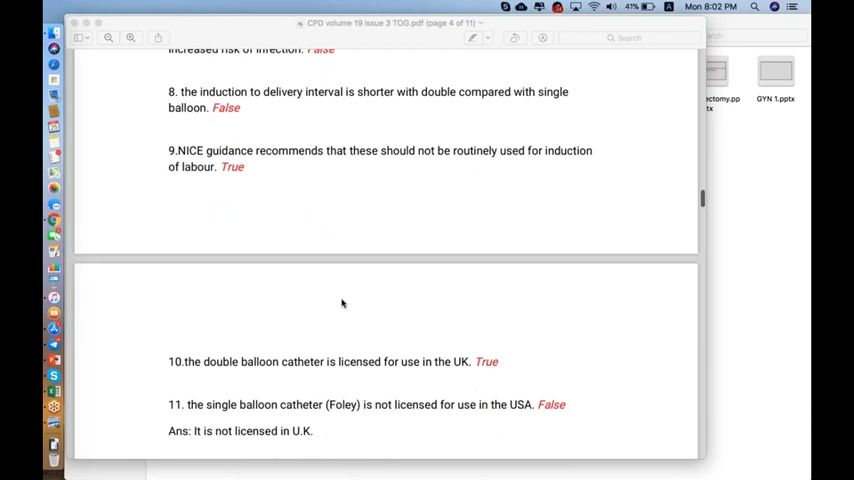 41%
Mon 8:02 PM
CPD volume 19 issue 3 TOG.pdf (page 4 of 11)
Search
increased risk of infection. False
8. the induction to delivery interval is shorter with double compared with single
balloon. False
9.NICE guidance recommends that these should not be routinely used for induction
of labour. True
10.the double balloon catheter is licensed for use in the UK. True
11. the single balloon catheter (Foley) is not licensed for use in the USA. False
Ans: It is not licensed in U.K.
ectomy.pp
tx
GYN 1.pptx